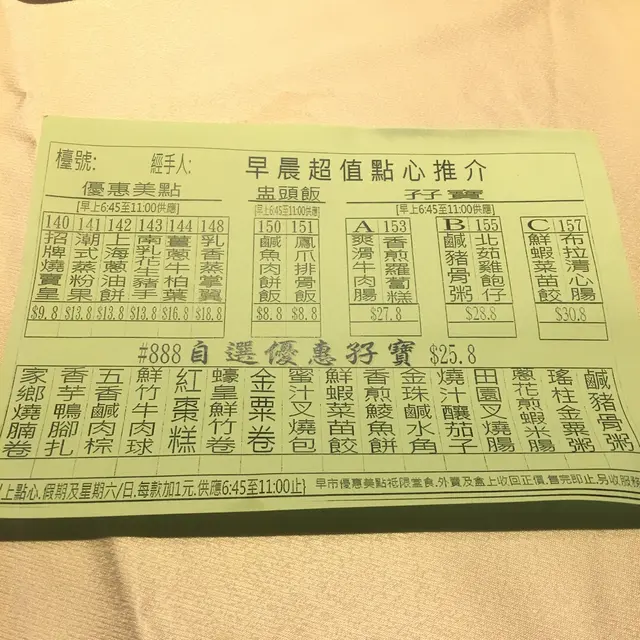 檯號: 經手人: 早晨超值點心推介
優惠美點 盅頭飯 孖寶
[早上6:45至11:00供應] [早上6:45至11:00供應] [早上6:45至11:00供應]
140 141 142 143 144 148 150 151 A 153 B 155 C 157
招牌燒賣皇
潮式蒸粉果
上海蔥油餅
南乳花生豬手
薑蔥牛柏葉
乳香蒸掌翼
鹹魚肉餅飯
鳳爪排骨飯
爽滑牛肉腸
香煎羅蔔糕
鹹豬骨粥
北菇雞飽仔
鮮蝦菜苗餃
布拉清心腸
$9.8 $13.8 $13.8 $13.8 $16.8 $18.8 $8.8 $8.8 $27.8 $28.8 $30.8
#888 自選優惠孖寶 $25.8
家鄉燒腩卷
香芋鴨腳扎
五香鹹肉棕
鮮竹牛肉球
紅棗糕
蠔皇鮮竹卷
金粟卷
蜜汁叉燒包
鮮蝦菜苗餃
香煎鯪魚餅
金珠鹹水角
燒汁釀茄子
田園叉燒腸
蔥花煎蝦米腸
瑤柱金粟粥
鹹豬骨粥
上點心.假期及星期六/日.每款加1元.供應6:45至11:00止} 早市優惠美點祗限堂食.外賣及盒上收回正價.售完即止.另收服務